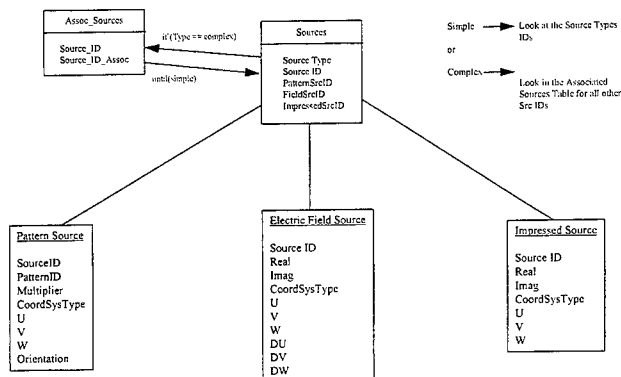 Assoc_Sources
Source_ID
Source_ID_Assoc
if (Type == complex)
until(simple)
Sources
Source Type
Source ID
PatternSrcID
FieldSrcID
ImpressedSrcID
Simple
Look at the Source Types
IDs
or
Complex
Look in the Associated
Sources Table for all other
Src IDs
Pattern Source
SourceID
PatternID
Multiplier
CoordSysType
U
V
W
Orientation
Electric Field Source
Source ID
Real
Imag
CoordSysType
U
V
W
DU
DV
DW
Impressed Source
Source ID
Real
Imag
CoordSysType
U
V
W